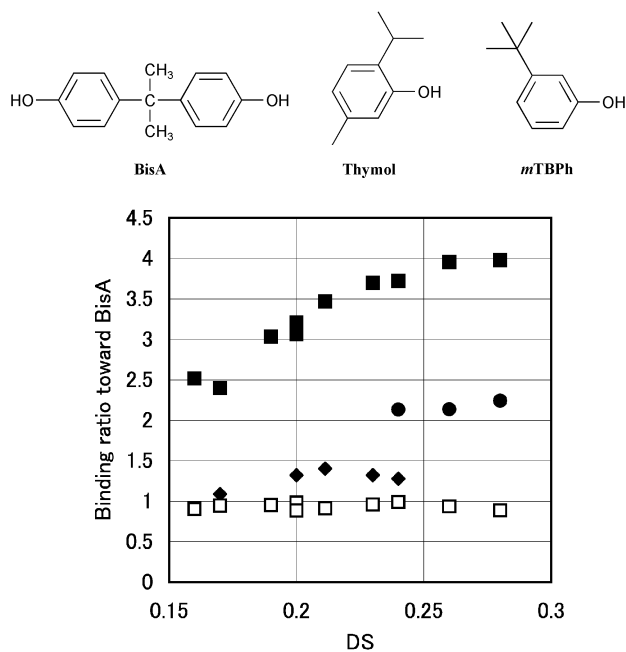 CH₃
HO
OH
CH₃
OH
OH
BisA
Thymol
mTBPh
4.5
4
3.5
3
2.5
2
1.5
1
0.5
0
Binding ratio toward BisA
0.15
0.2
0.25
0.3
DS